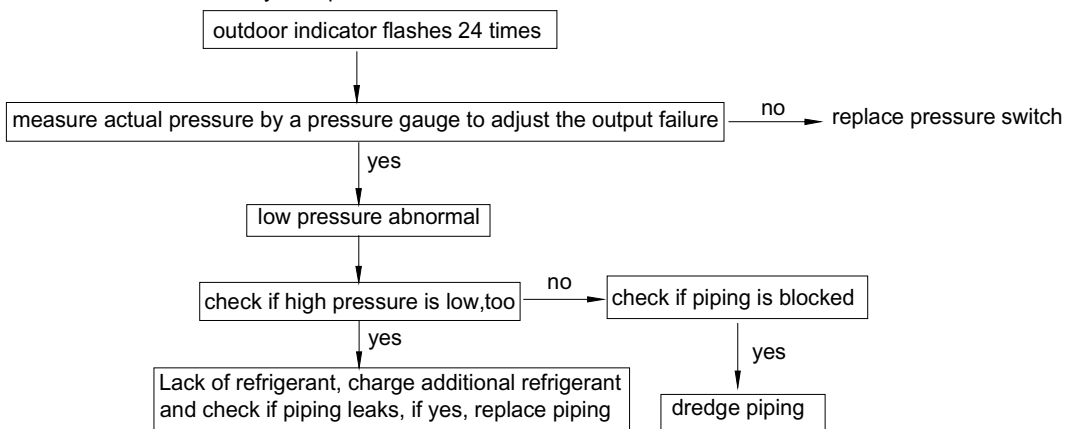 outdoor indicator flashes 24 times
measure actual pressure by a pressure gauge to adjust the output failure
no
replace pressure switch
yes
low pressure abnormal
check if high pressure is low,too
no
check if piping is blocked
yes
yes
Lack of refrigerant, charge additional refrigerant
and check if piping leaks, if yes, replace piping
dredge piping